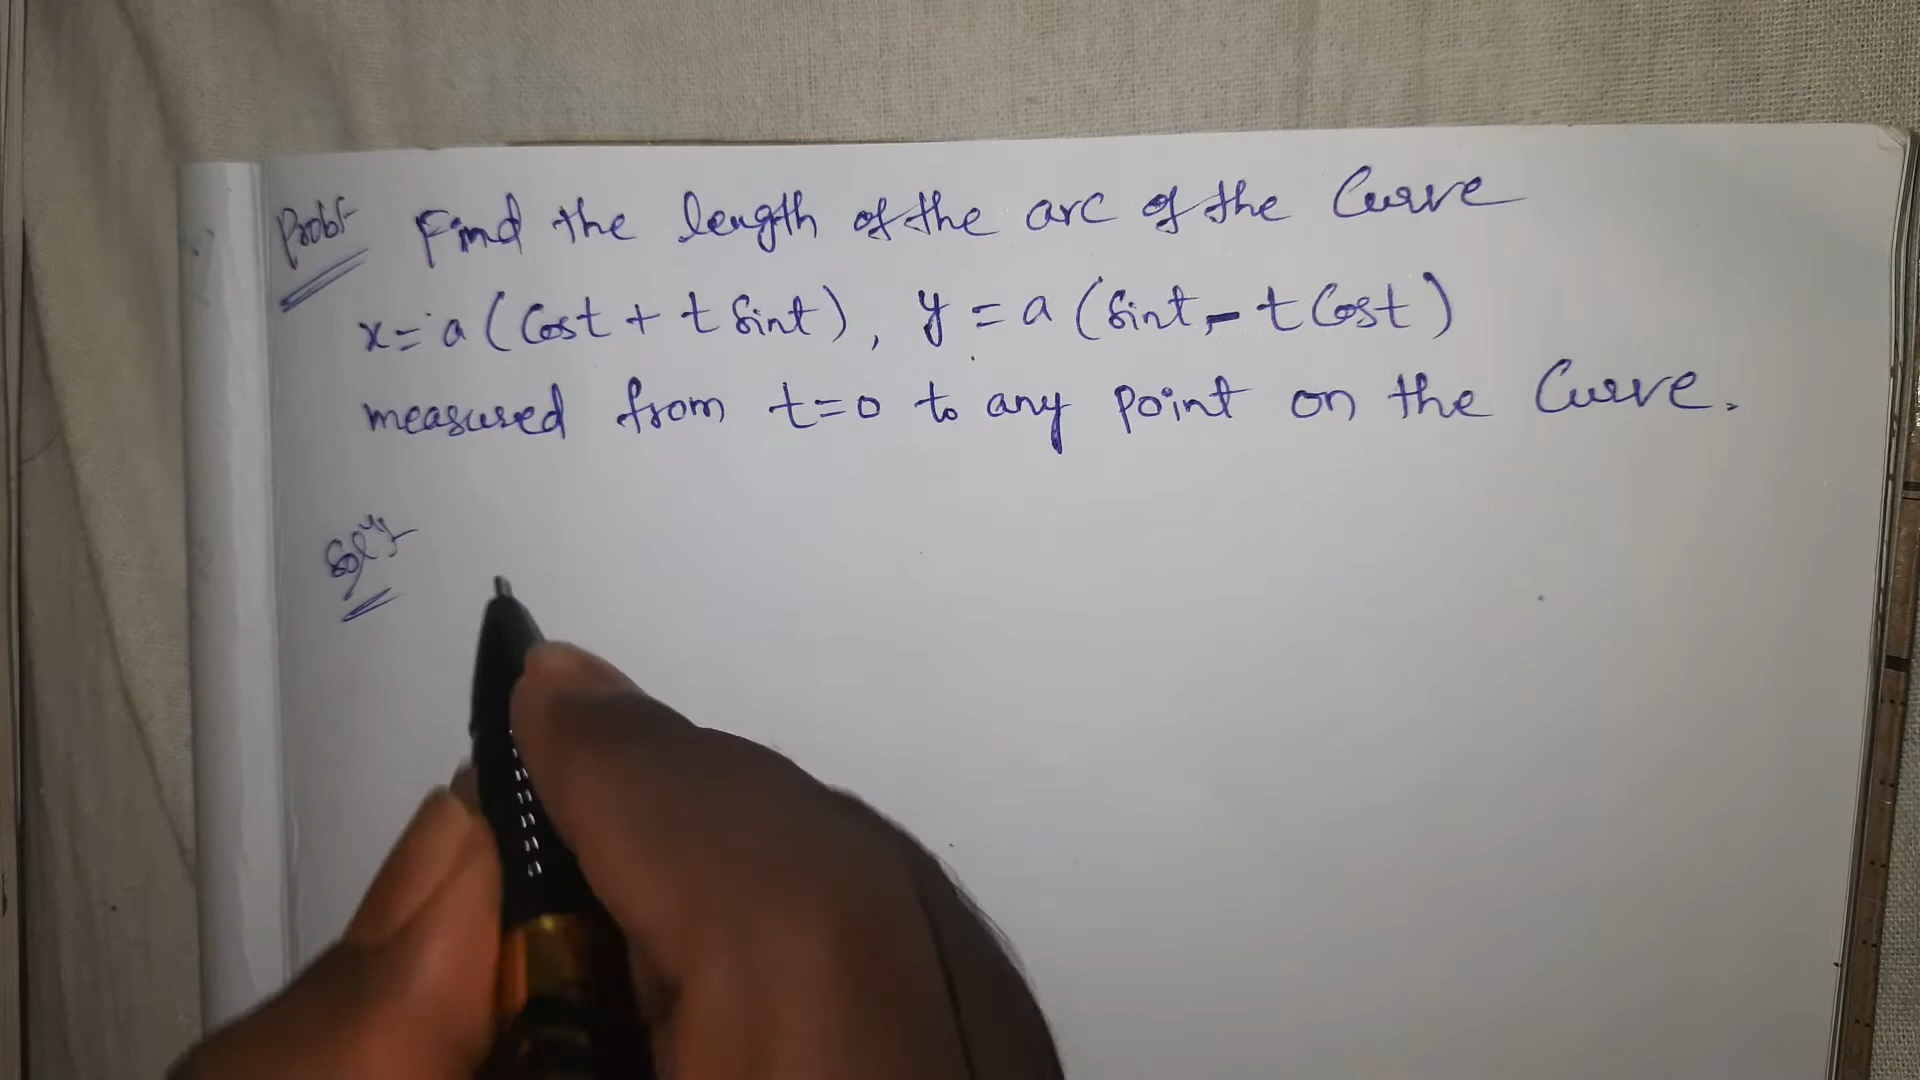 Prob:- Find the length of the arc of the Curve
x = a (Cost + t Sint), y = a (Sint - t Cost)
measured from t=0 to any point on the Curve.
Solⁿ:-